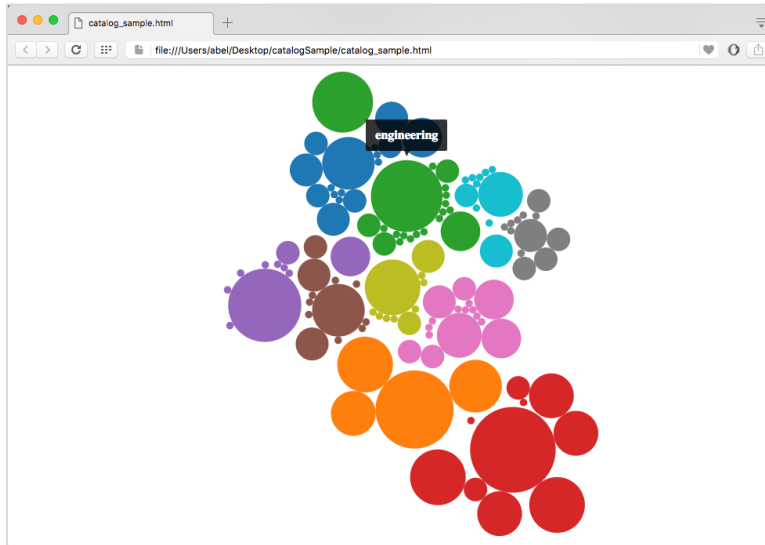 catalog_sample.html
file:///Users/abel/Desktop/catalogSample/catalog_sample.html
engineering